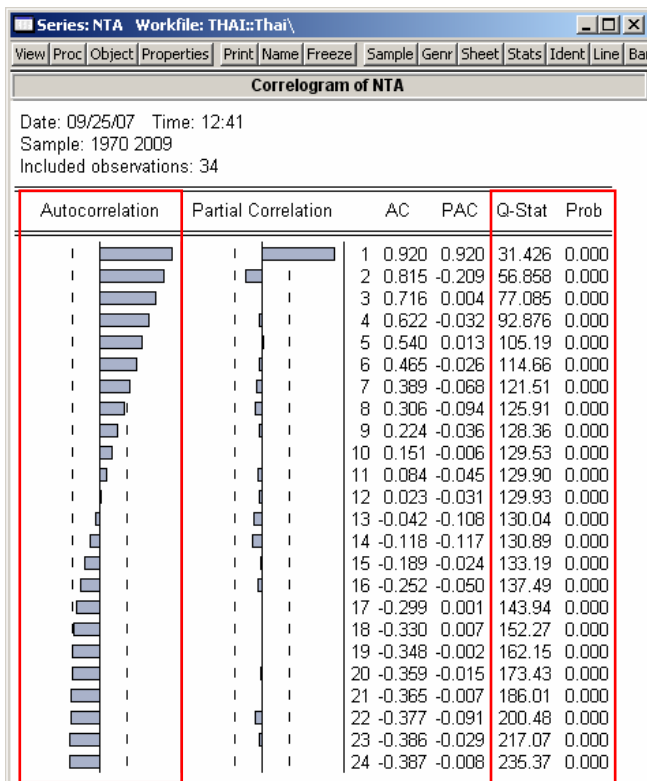 Series: NTA Workfile: THAI::Thai\
View Proc Object Properties Print Name Freeze Sample Genr Sheet Stats Ident Line Ba
Correlogram of NTA
Date: 09/25/07 Time: 12:41
Sample: 1970 2009
Included observations: 34
Autocorrelation Partial Correlation AC PAC Q-Stat Prob
1 0.920 0.920 31.426 0.000
2 0.815 -0.209 56.858 0.000
3 0.716 0.004 77.085 0.000
4 0.622 -0.032 92.876 0.000
5 0.540 0.013 105.19 0.000
6 0.465 -0.026 114.66 0.000
7 0.389 -0.068 121.51 0.000
8 0.306 -0.094 125.91 0.000
9 0.224 -0.036 128.36 0.000
10 0.151 -0.006 129.53 0.000
11 0.084 -0.045 129.90 0.000
12 0.023 -0.031 129.93 0.000
13 -0.042 -0.108 130.04 0.000
14 -0.118 -0.117 130.89 0.000
15 -0.189 -0.024 133.19 0.000
16 -0.252 -0.050 137.49 0.000
17 -0.299 0.001 143.94 0.000
18 -0.330 0.007 152.27 0.000
19 -0.348 -0.002 162.15 0.000
20 -0.359 -0.015 173.43 0.000
21 -0.365 -0.007 186.01 0.000
22 -0.377 -0.091 200.48 0.000
23 -0.386 -0.029 217.07 0.000
24 -0.387 -0.008 235.37 0.000